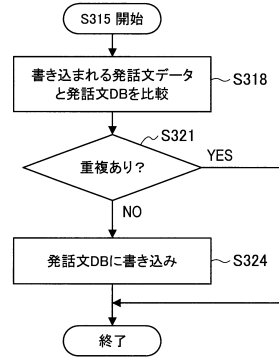 S315 開始
書き込まれる発話文データ
と発話文DBを比較
S318
S321
重複あり?
YES
NO
発話文DBに書き込み
S324
終了